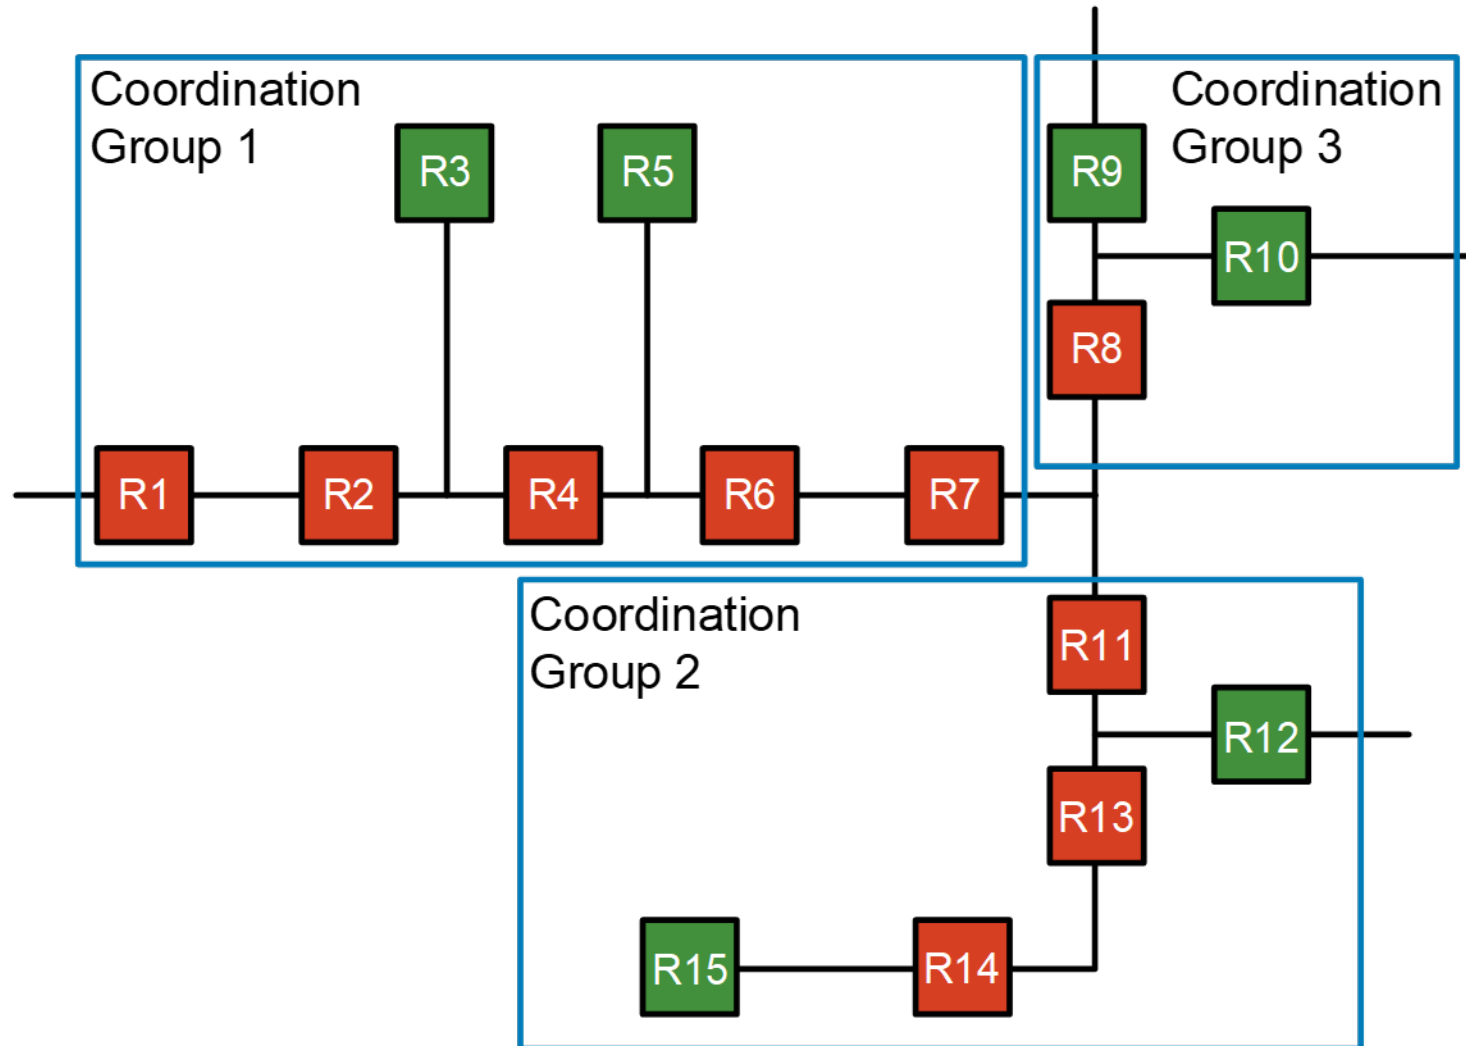 Coordination
Group 1
Coordination
Group 3
R3
R5
R9
R10
R8
R1
R2
R4
R6
R7
Coordination
Group 2
R11
R12
R13
R15
R14